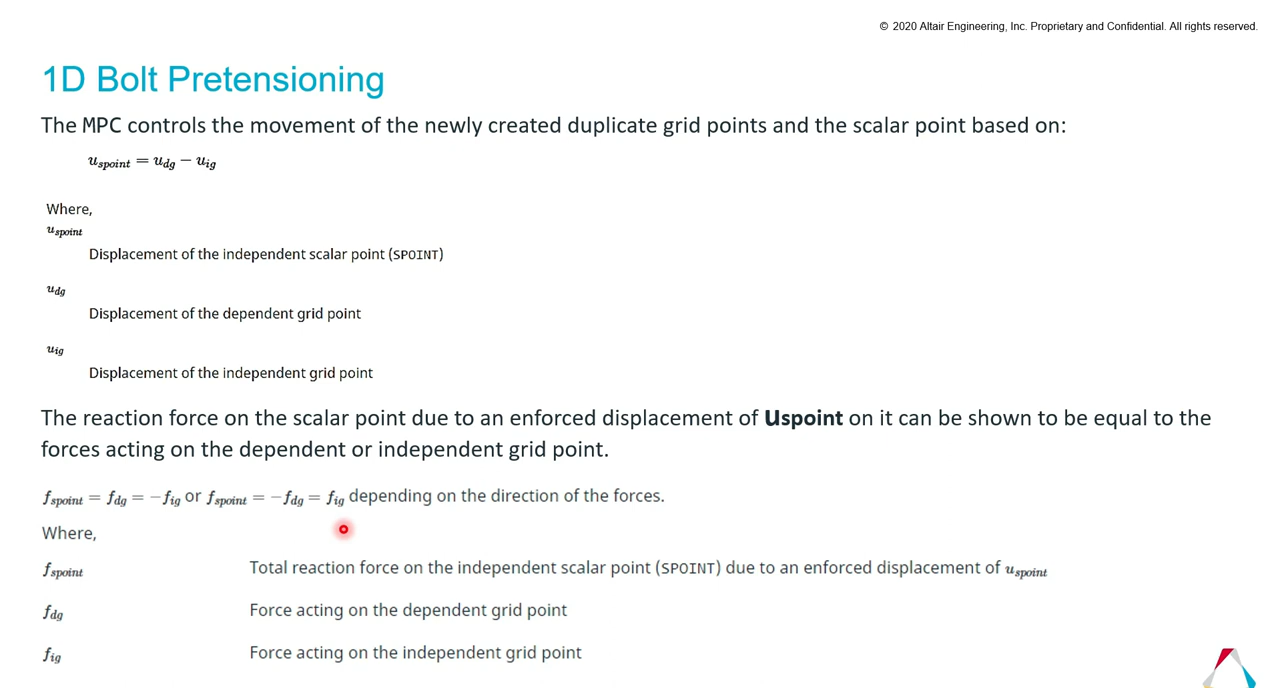 © 2020 Altair Engineering, Inc. Proprietary and Confidential. All rights reserved.
1D Bolt Pretensioning
The MPC controls the movement of the newly created duplicate grid points and the scalar point based on:
u_spoint = u_dg − u_ig
Where,
u_spoint
Displacement of the independent scalar point (SPOINT)
u_dg
Displacement of the dependent grid point
u_ig
Displacement of the independent grid point
The reaction force on the scalar point due to an enforced displacement of Uspoint on it can be shown to be equal to the
forces acting on the dependent or independent grid point.
f_spoint = f_dg = −f_ig or f_spoint = −f_dg = f_ig depending on the direction of the forces.
Where,
f_spoint Total reaction force on the independent scalar point (SPOINT) due to an enforced displacement of u_spoint
f_dg Force acting on the dependent grid point
f_ig Force acting on the independent grid point